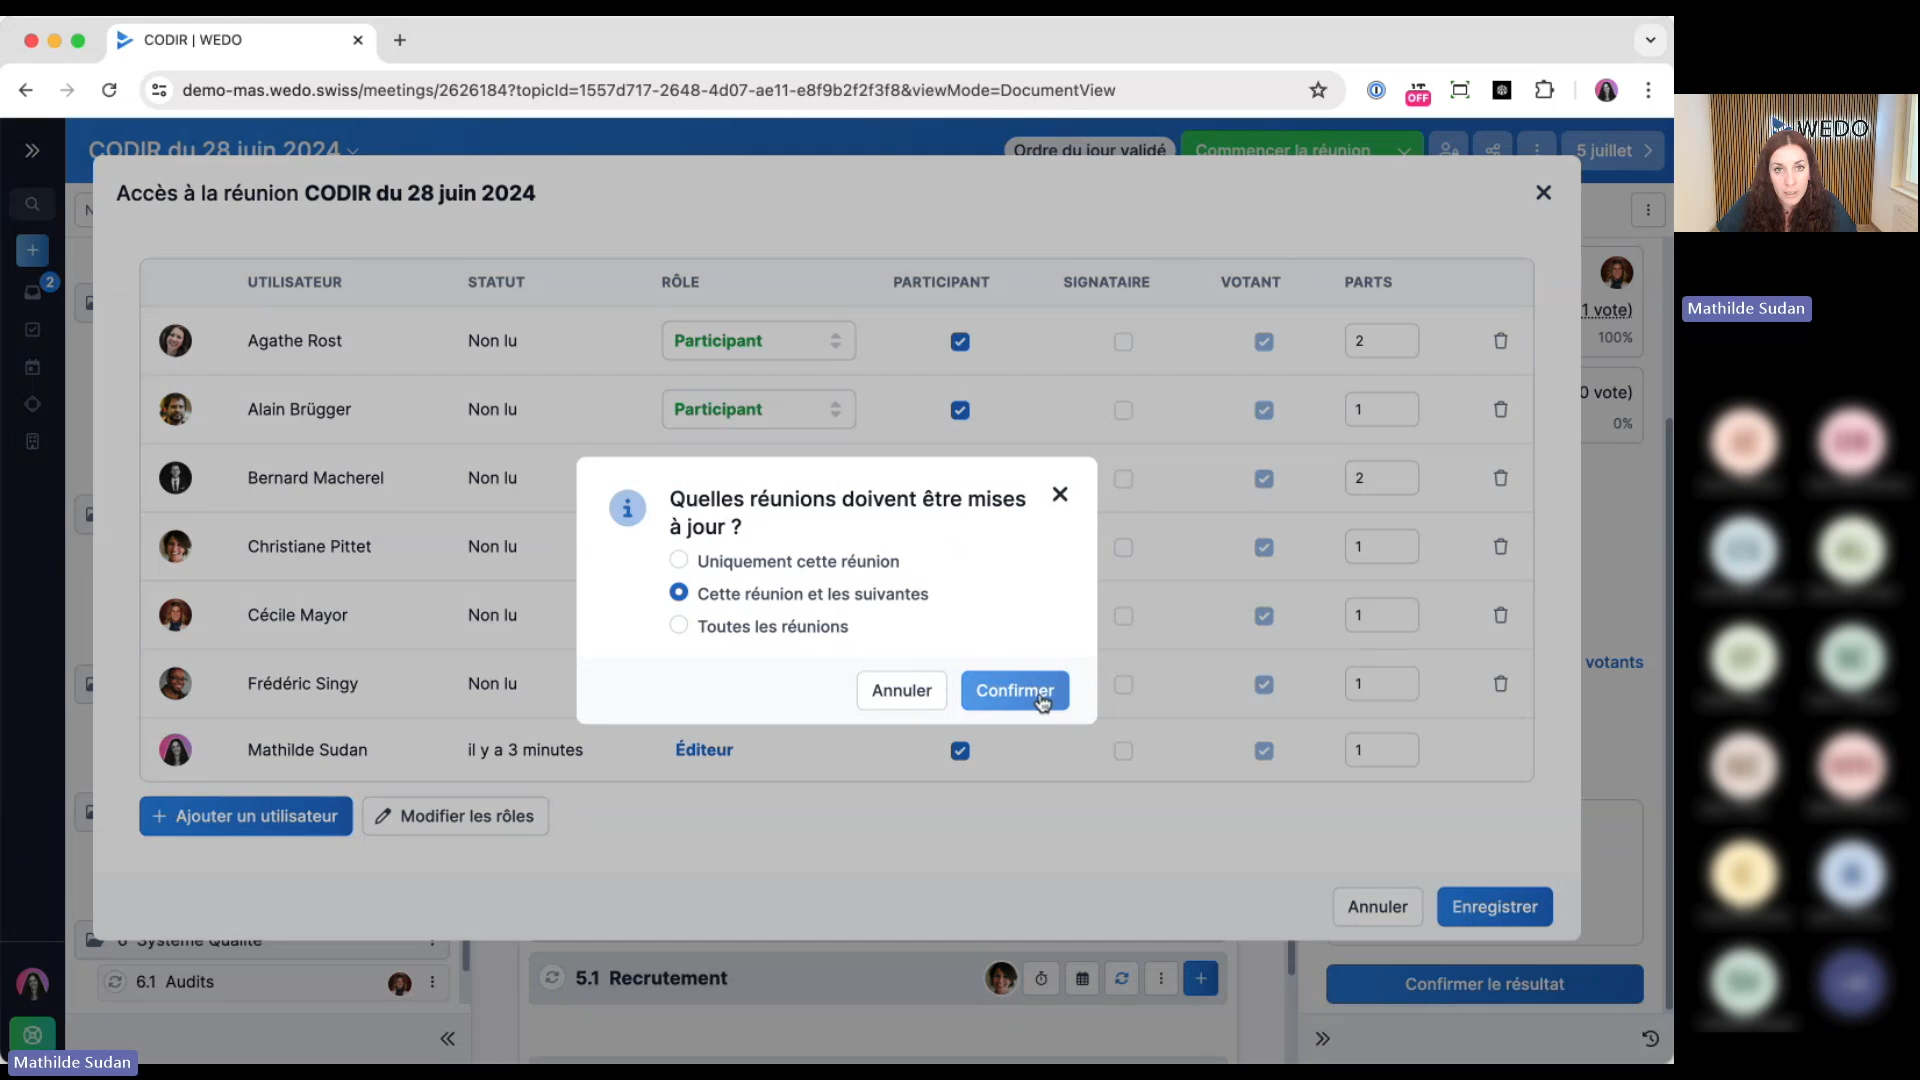 CODIR | WEDO
demo-mas.wedo.swiss/meetings/2626184?topicId=1557d717-2648-4d07-ae11-e8f9b2f2f3f8&viewMode=DocumentView
OFF
WEDO
CODIR du 28 juin 2024
Ordre du jour validé
Commencer la réunion
5 juillet
Accès à la réunion CODIR du 28 juin 2024
N
2
UTILISATEUR STATUT RÔLE PARTICIPANT SIGNATAIRE VOTANT PARTS
Agathe Rost Non lu Participant 2
Alain Brügger Non lu Participant 1
Bernard Macherel Non lu 2
Christiane Pittet Non lu 1
Cécile Mayor Non lu 1
Frédéric Singy Non lu 1
Mathilde Sudan il y a 3 minutes Éditeur 1
1 vote)
100%
0 vote)
0%
votants
Quelles réunions doivent être mises
à jour ?
Uniquement cette réunion
Cette réunion et les suivantes
Toutes les réunions
Annuler Confirmer
+ Ajouter un utilisateur
Modifier les rôles
Annuler Enregistrer
6 Système Qualité
6.1 Audits
5.1 Recrutement
Confirmer le résultat
Mathilde Sudan
Mathilde Sudan